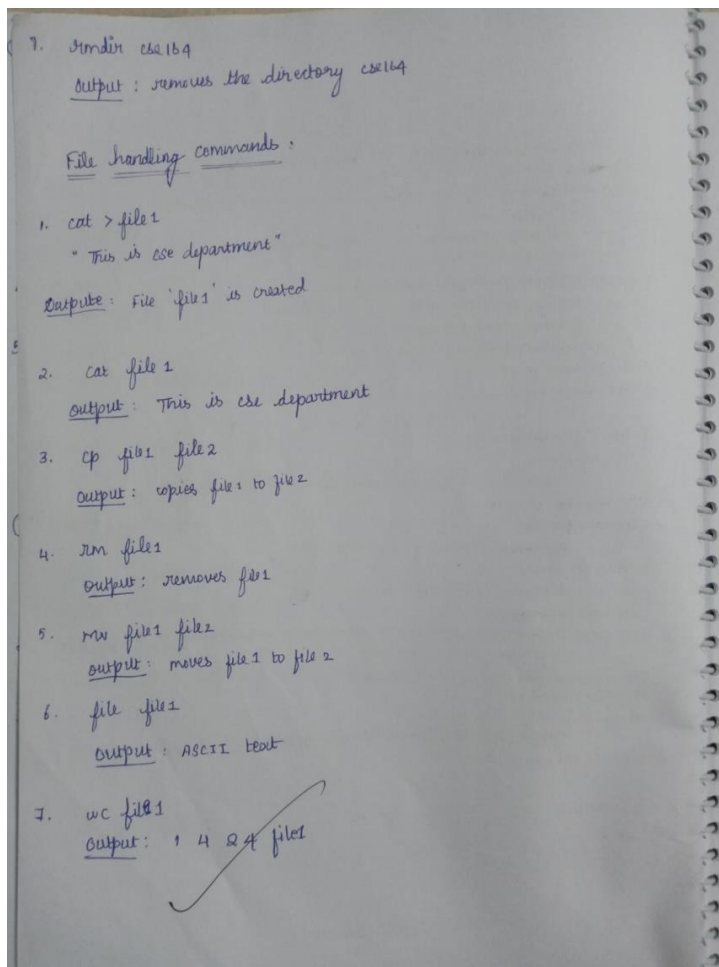 7. rmdir cse164
Output : removes the directory cse164
File handling commands :
1. cat > file1
" This is cse department "
Outpute : File 'file1' is created
2. cat file 1
Output : This is cse department
3. cp file1 file2
Output : copies file1 to file2
4. rm file1
Output : removes file1
5. mv file1 file2
Output : moves file 1 to file 2
6. file file1
Output : ASCII text
7. wc file1
Output : 1 4 24 file1